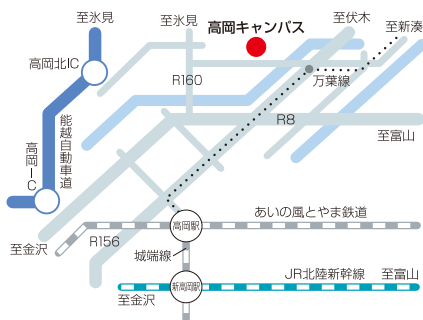 至氷見
至氷見
高岡キャンパス
至伏木
至新湊
高岡北IC
R160
万葉線
能越自動車道
R8
至富山
高岡IC
あいの風とやま鉄道
高岡駅
至金沢
R156
城端線
JR北陸新幹線
至富山
新高岡駅
至金沢